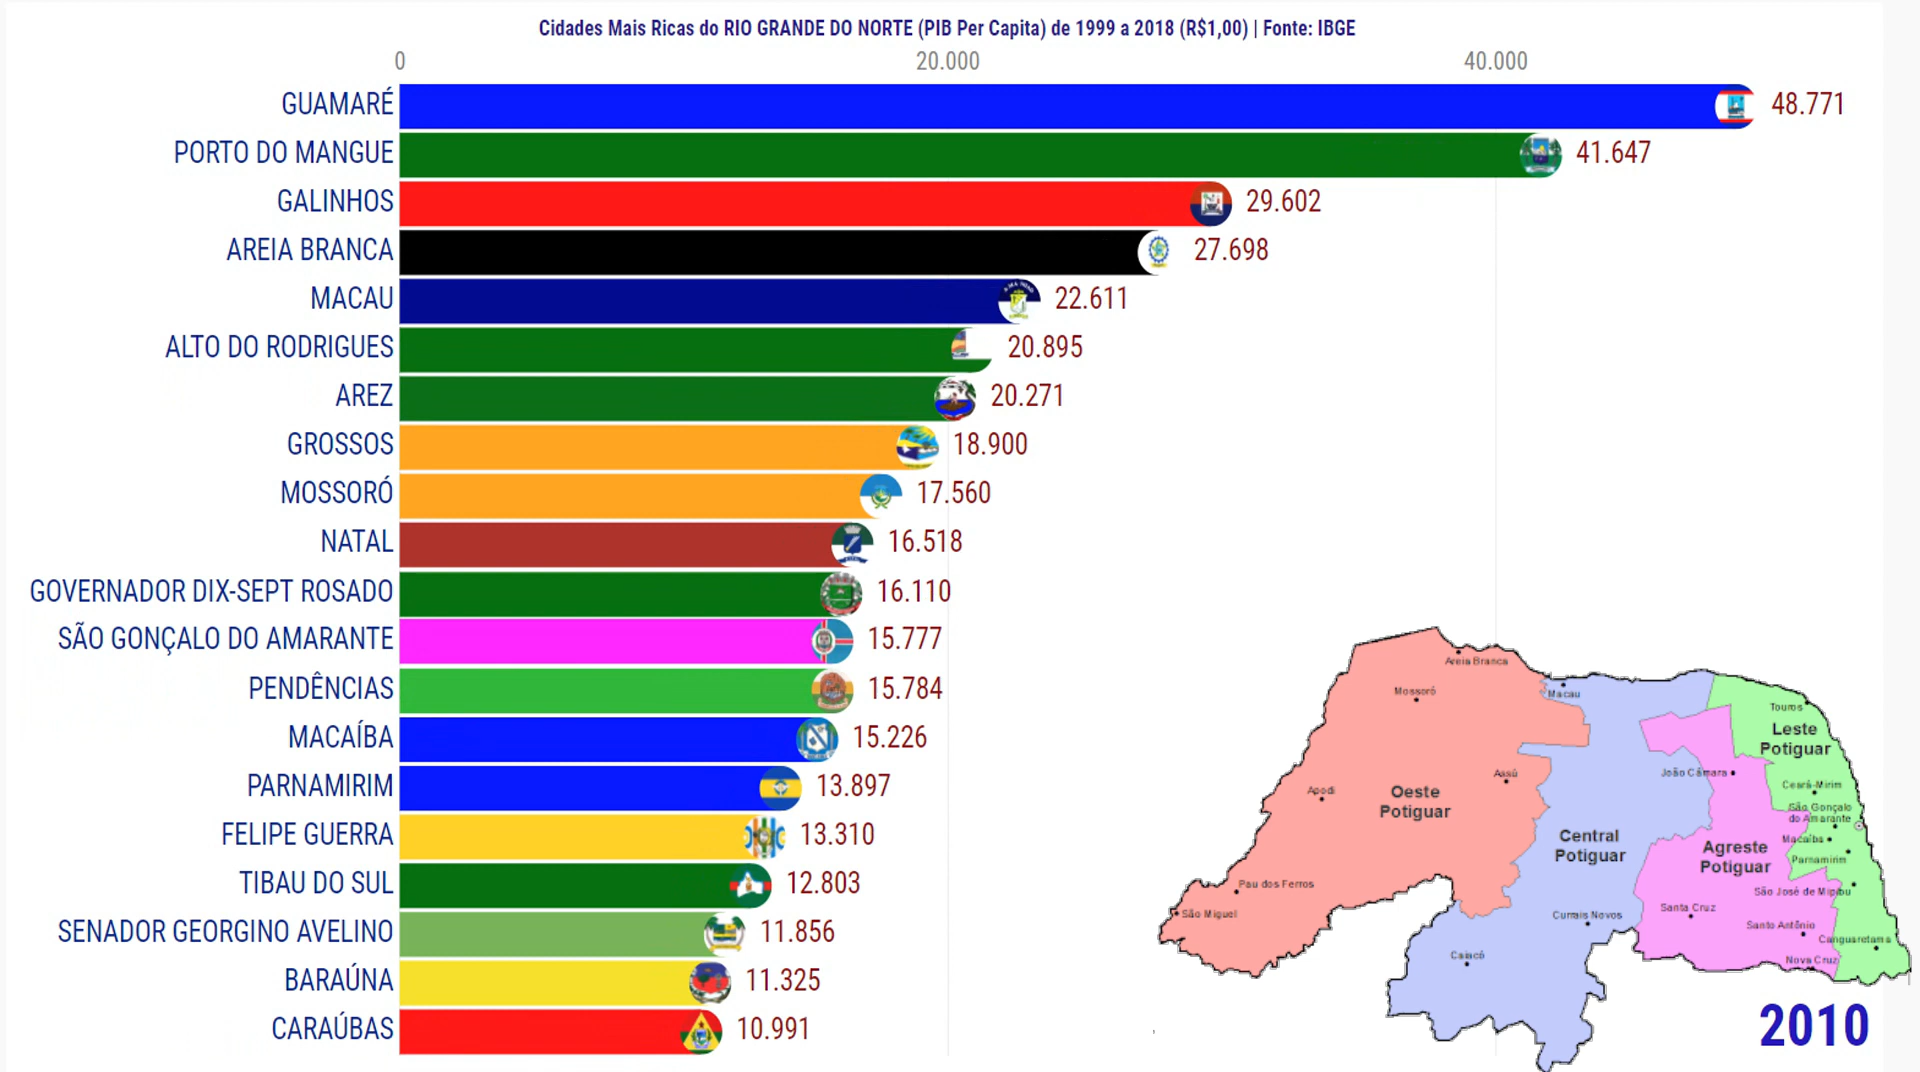 Cidades Mais Ricas do RIO GRANDE DO NORTE (PIB Per Capita) de 1999 a 2018 (R$1,00) | Fonte: IBGE
0 20.000 40.000
GUAMARÉ 48.771
PORTO DO MANGUE 41.647
GALINHOS 29.602
AREIA BRANCA 27.698
MACAU 22.611
ALTO DO RODRIGUES 20.895
AREZ 20.271
GROSSOS 18.900
MOSSORÓ 17.560
NATAL 16.518
GOVERNADOR DIX-SEPT ROSADO 16.110
SÃO GONÇALO DO AMARANTE 15.777
PENDÊNCIAS 15.784
MACAÍBA 15.226
PARNAMIRIM 13.897
FELIPE GUERRA 13.310
TIBAU DO SUL 12.803
SENADOR GEORGINO AVELINO 11.856
BARAÚNA 11.325
CARAÚBAS 10.991
Areia Branca
Mossoró
Macau
Touros
Leste
Potiguar
João Câmara
Assú
Apodi
Oeste
Potiguar
Ceará-Mirim
São Gonçalo
do Amarante
Central
Potiguar
Macaíba
Agreste
Potiguar
Parnamirim
Pau dos Ferros
São José de Mipibu
São Miguel
Santa Cruz
Currais Novos
Santo Antônio
Canguaretama
Caicó
Nova Cruz
2010